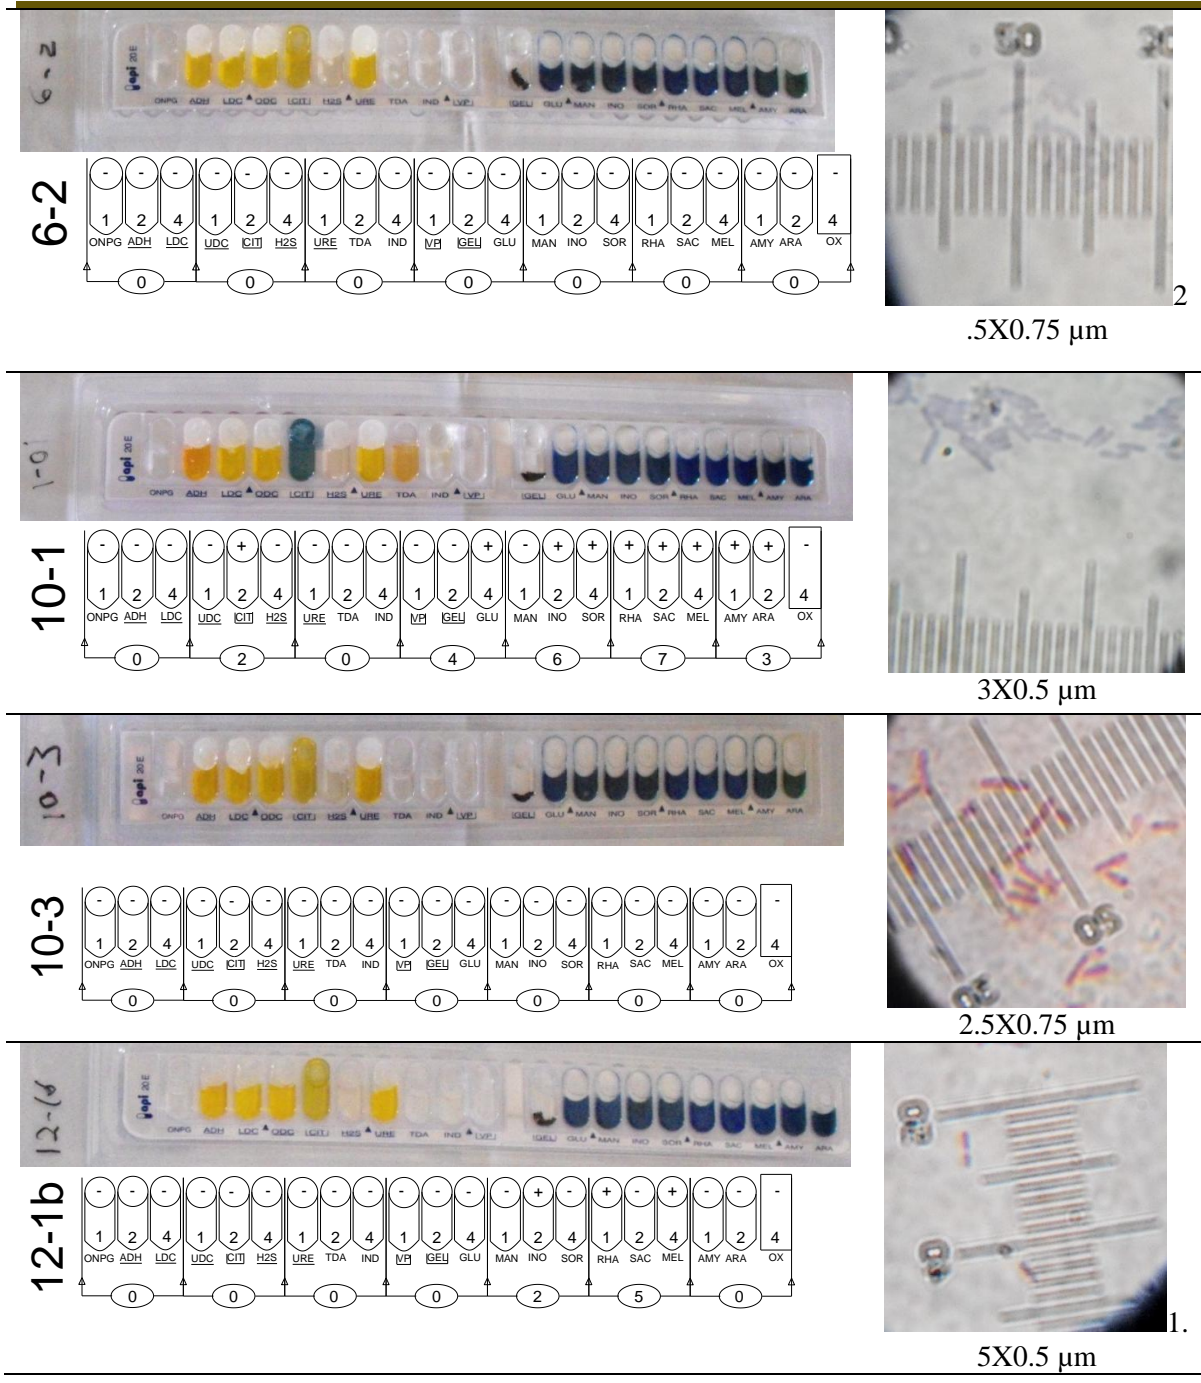 6-2
api 20 E
ONPG ADH LDC ODC |CIT| H2S URE TDA IND |VP| |GEL| GLU MAN INO SOR RHA SAC MEL AMY ARA
50
6-2
- - - - - - - - - - - - - - - - - - - - -
1 2 4 1 2 4 1 2 4 1 2 4 1 2 4 1 2 4 1 2 4
ONPG ADH LDC UDC |CIT| H2S URE TDA IND |VP| |GEL| GLU MAN INO SOR RHA SAC MEL AMY ARA OX
0 0 0 0 0 0 0
2
.5X0.75 µm
api 20 E
ONPG ADH LDC ODC |CIT| H2S URE TDA IND |VP| |GEL| GLU MAN INO SOR RHA SAC MEL AMY ARA
10-1
- - - - + - - - - - - + - + + + + + + + -
1 2 4 1 2 4 1 2 4 1 2 4 1 2 4 1 2 4 1 2 4
ONPG ADH LDC UDC |CIT| H2S URE TDA IND |VP| |GEL| GLU MAN INO SOR RHA SAC MEL AMY ARA OX
0 2 0 4 6 7 3
3X0.5 µm
10-3
api 20 E
ONPG ADH LDC ODC |CIT| H2S URE TDA IND |VP| |GEL| GLU MAN INO SOR RHA SAC MEL AMY ARA
50
10-3
- - - - - - - - - - - - - - - - - - - - -
1 2 4 1 2 4 1 2 4 1 2 4 1 2 4 1 2 4 1 2 4
ONPG ADH LDC UDC |CIT| H2S URE TDA IND |VP| |GEL| GLU MAN INO SOR RHA SAC MEL AMY ARA OX
0 0 0 0 0 0 0
2.5X0.75 µm
12-1b
api 20 E
ONPG ADH LDC ODC |CIT| H2S URE TDA IND |VP| |GEL| GLU MAN INO SOR RHA SAC MEL AMY ARA
12-1b
- - - - - - - - - - - - - + - + - + - - -
1 2 4 1 2 4 1 2 4 1 2 4 1 2 4 1 2 4 1 2 4
ONPG ADH LDC UDC |CIT| H2S URE TDA IND |VP| |GEL| GLU MAN INO SOR RHA SAC MEL AMY ARA OX
0 0 0 0 2 5 0
1.
5X0.5 µm